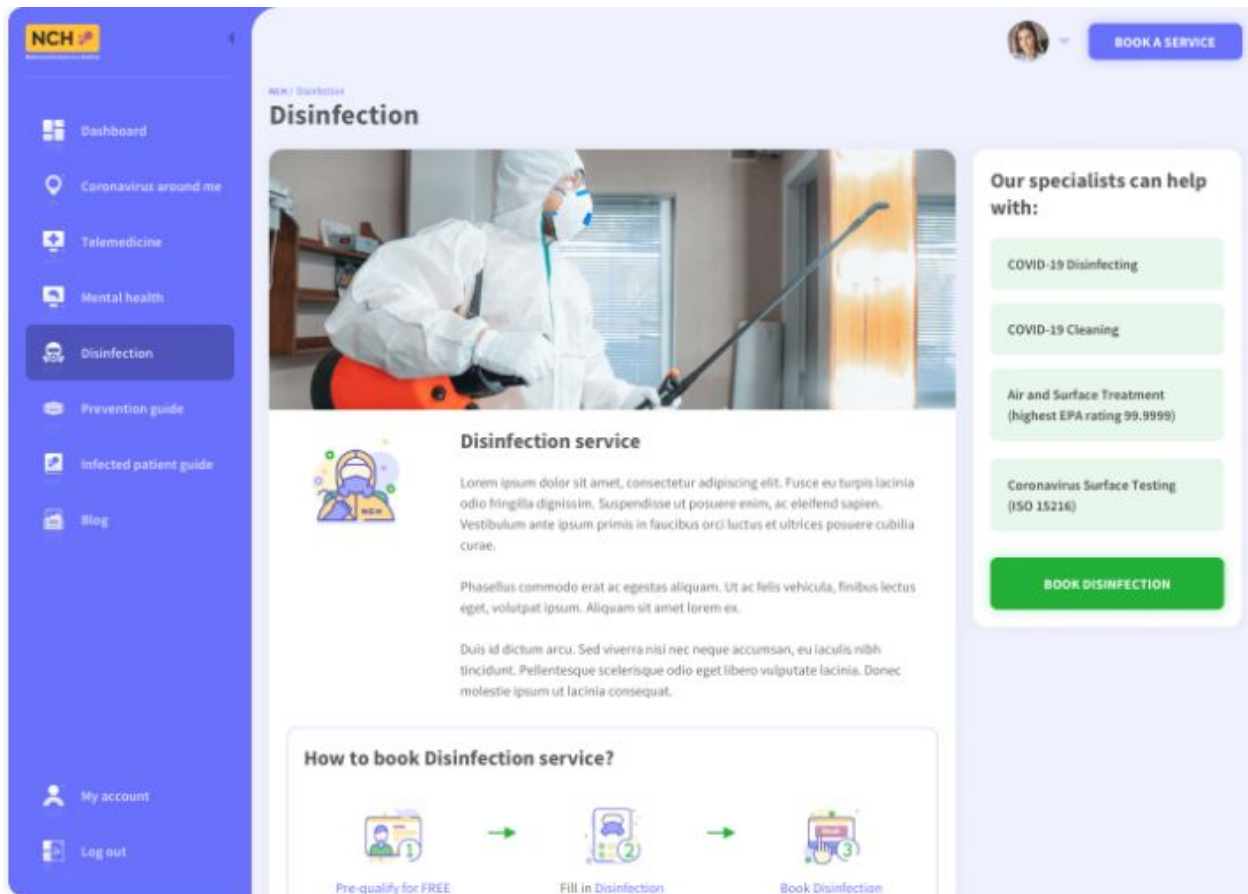 NCH
BOOK A SERVICE
NCH / Disinfection
Disinfection
Dashboard
Coronavirus around me
Telemedicine
Mental health
Disinfection
Prevention guide
Infected patient guide
Blog
My account
Log out
Disinfection service
Lorem ipsum dolor sit amet, consectetur adipiscing elit. Fusce eu turpis lacinia
odio fringilla dignissim. Suspendisse ut posuere enim, ac eleifend sapien.
Vestibulum ante ipsum primis in faucibus orci luctus et ultrices posuere cubilia
curae.
Phasellus commodo erat ac egestas aliquam. Ut ac felis vehicula, finibus lectus
eget, volutpat ipsum. Aliquam sit amet lorem ex.
Duis id dictum arcu. Sed viverra nisi nec neque accumsan, eu iaculis nibh
tincidunt. Pellentesque scelerisque odio eget libero vulputate lacinia. Donec
molestie ipsum ut lacinia consequat.
NCH
How to book Disinfection service?
1
2
3
Pre-qualify for FREE
Fill in Disinfection
Book Disinfection
Our specialists can help
with:
COVID-19 Disinfecting
COVID-19 Cleaning
Air and Surface Treatment
(highest EPA rating 99.9999)
Coronavirus Surface Testing
(ISO 15216)
BOOK DISINFECTION